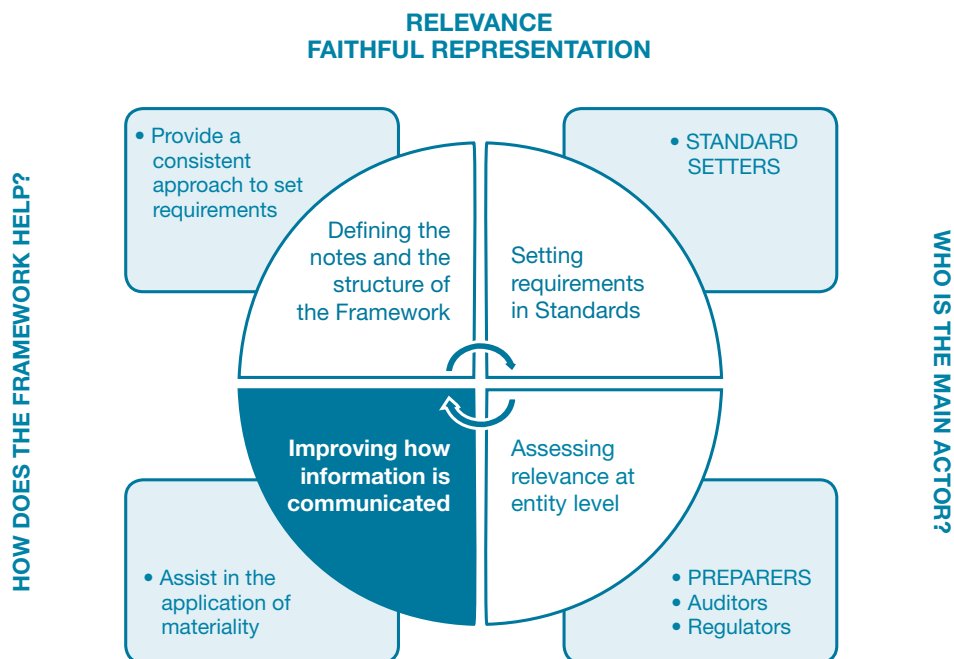 RELEVANCE
FAITHFUL REPRESENTATION
HOW DOES THE FRAMEWORK HELP?
• Provide a
consistent
approach to set
requirements
• STANDARD
SETTERS
Defining the
notes and the
structure of
the Framework
Setting
requirements
in Standards
WHO IS THE MAIN ACTOR?
Improving how
information is
communicated
Assessing
relevance at
entity level
• Assist in the
application of
materiality
• PREPARERS
• Auditors
• Regulators